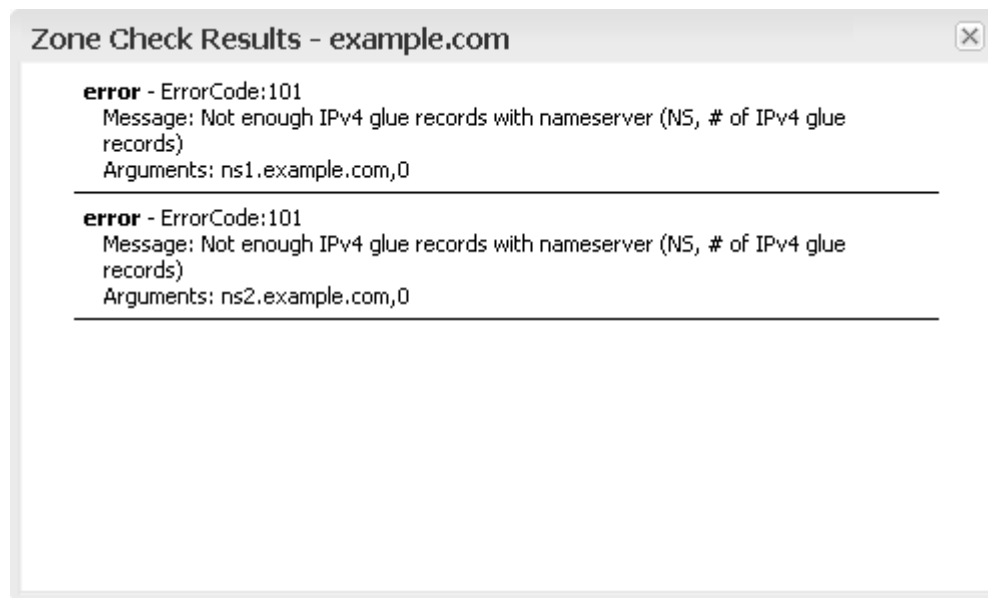 Zone Check Results - example.com
error - ErrorCode:101
Message: Not enough IPv4 glue records with nameserver (NS, # of IPv4 glue
records)
Arguments: ns1.example.com,0
error - ErrorCode:101
Message: Not enough IPv4 glue records with nameserver (NS, # of IPv4 glue
records)
Arguments: ns2.example.com,0